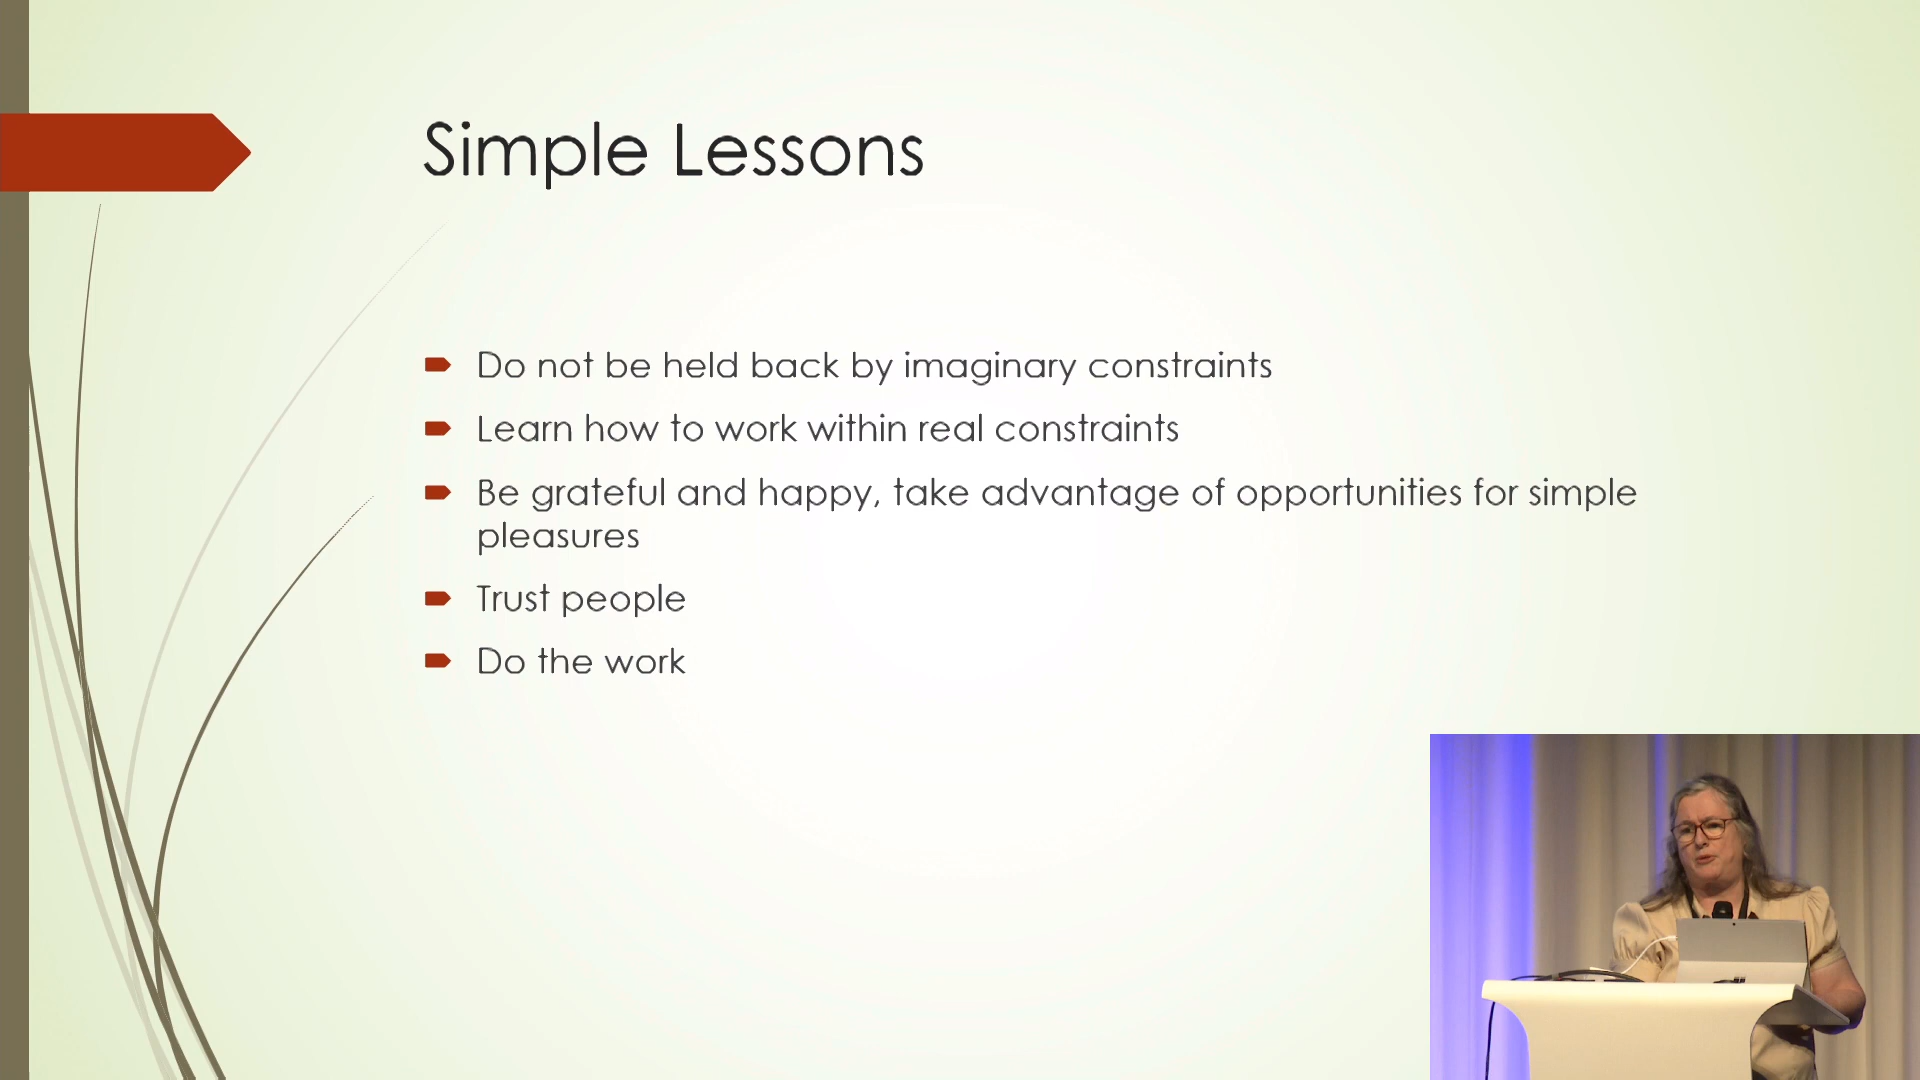 Simple Lessons
Do not be held back by imaginary constraints
Learn how to work within real constraints
Be grateful and happy, take advantage of opportunities for simple
pleasures
Trust people
Do the work